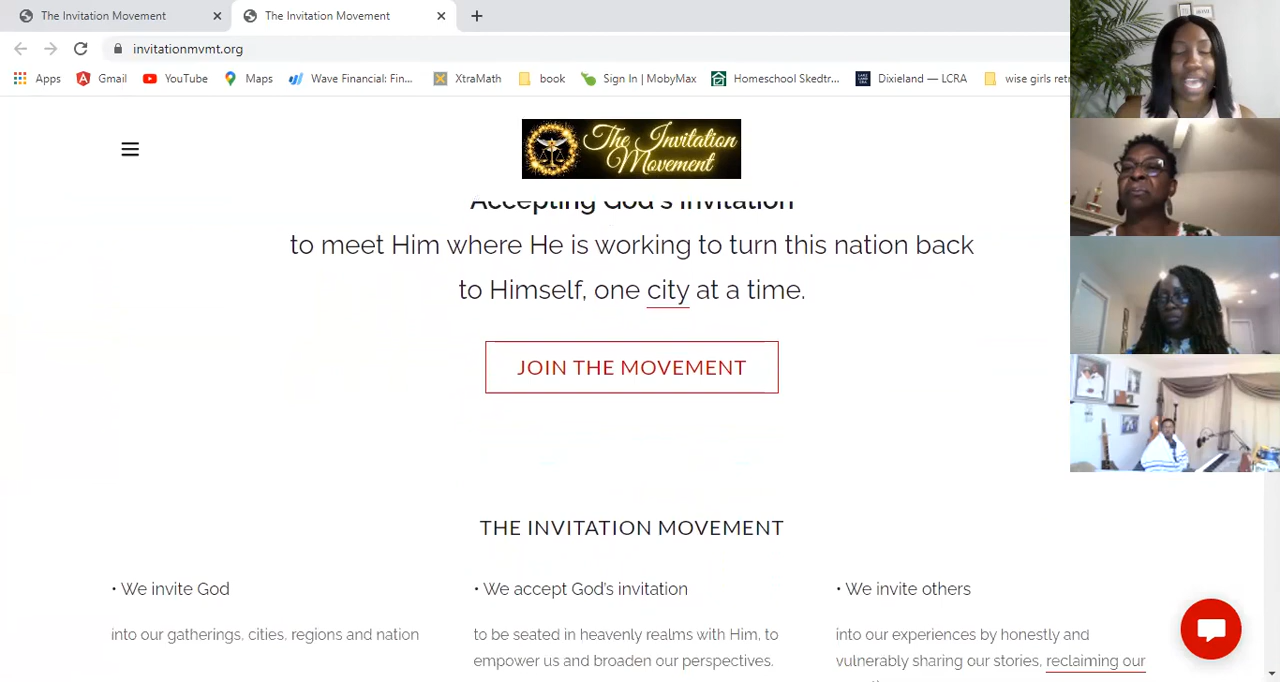 The Invitation Movement
The Invitation Movement
invitationmvmt.org
Apps Gmail YouTube Maps Wave Financial: Fin... XtraMath book Sign In | MobyMax Homeschool Skedtr... Dixieland — LCRA wise girls retr
The Invitation
Movement
Accepting God's invitation
to meet Him where He is working to turn this nation back
to Himself, one city at a time.
JOIN THE MOVEMENT
THE INVITATION MOVEMENT
• We invite God
into our gatherings, cities, regions and nation
• We accept God's invitation
to be seated in heavenly realms with Him, to
empower us and broaden our perspectives.
• We invite others
into our experiences by honestly and
vulnerably sharing our stories, reclaiming our